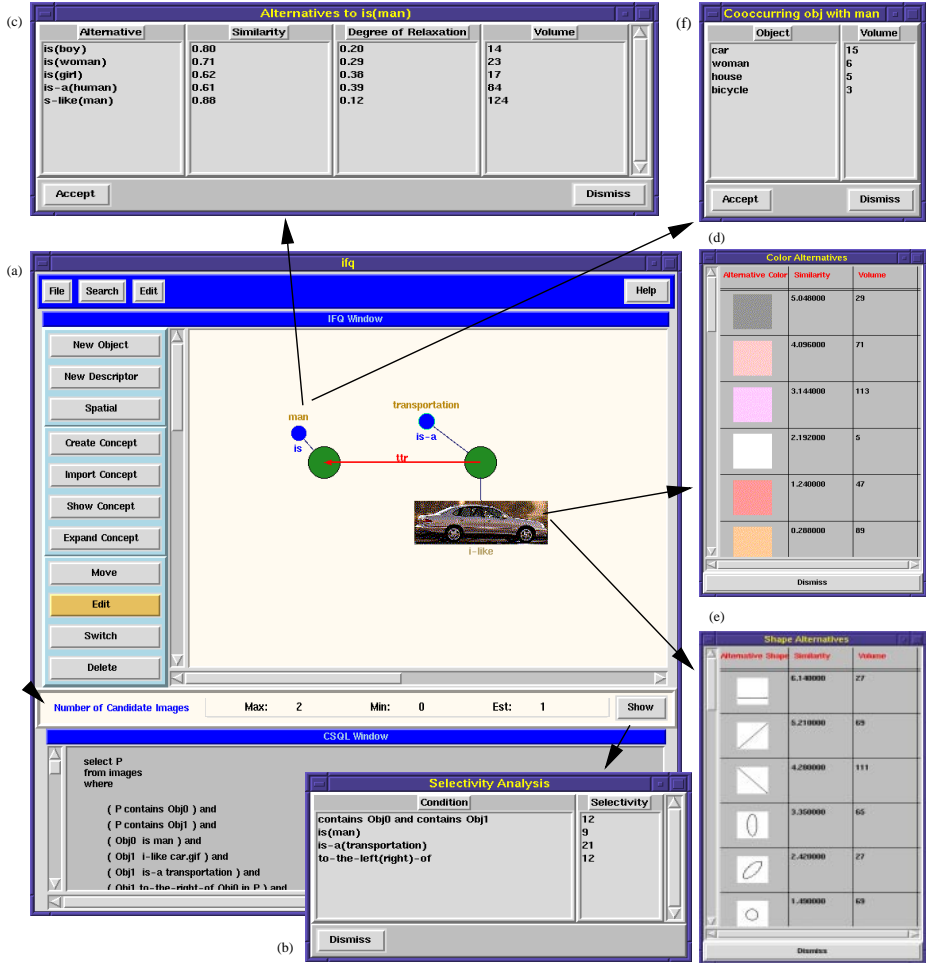 (c)
Alternatives to is(man)
Alternative Similarity Degree of Relaxation Volume
is(boy) 0.80 0.20 14
is(woman) 0.71 0.29 23
is(girl) 0.62 0.38 17
is-a(human) 0.61 0.39 84
s-like(man) 0.88 0.12 124
Accept Dismiss
(f)
Cooccurring obj with man
Object Volume
car 15
woman 6
house 5
bicycle 3
Accept Dismiss
(a)
ifq
File Search Edit Help
IFQ Window
New Object
New Descriptor
Spatial
Create Concept
Import Concept
Show Concept
Expand Concept
Move
Edit
Switch
Delete
man
is
transportation
is-a
ttr
i-like
Number of Candidate Images Max: 2 Min: 0 Est: 1 Show
CSQL Window
select P
from images
where
( P contains Obj0 ) and
( P contains Obj1 ) and
( Obj0 is man ) and
( Obj1 i-like car.gif ) and
( Obj1 is-a transportation ) and
( Obj1 to-the-right-of Obj0 in P ) and
(b)
Selectivity Analysis
Condition Selectivity
contains Obj0 and contains Obj1 12
is(man) 9
is-a(transportation) 21
to-the-left(right)-of 12
Dismiss
(d)
Color Alternatives
Alternative Color Similarity Volume
5.048000 29
4.096000 71
3.144000 113
2.192000 5
1.240000 47
0.288000 89
Dismiss
(e)
Shape Alternatives
Alternative Shape Similarity Volume
6.140000 27
5.210000 69
4.280000 111
3.350000 65
2.420000 27
1.490000 69
Dismiss